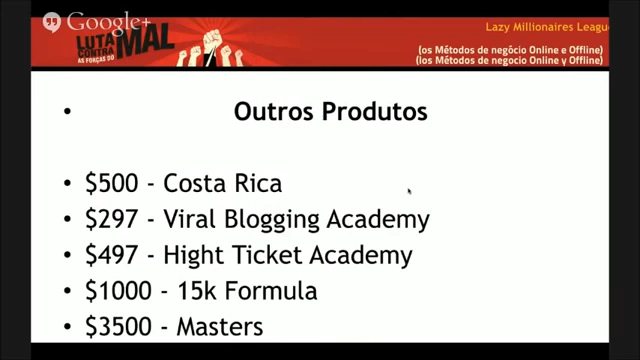 Google+
Lazy Millionaires League
LUTA MAL
CONTRA
AS FORÇAS DO
(os Métodos de negócio Online e Offline)
(los Métodos de negocio Online y Offline)
• Outros Produtos
• $500 - Costa Rica
• $297 - Viral Blogging Academy
• $497 - Hight Ticket Academy
• $1000 - 15k Formula
• $3500 - Masters